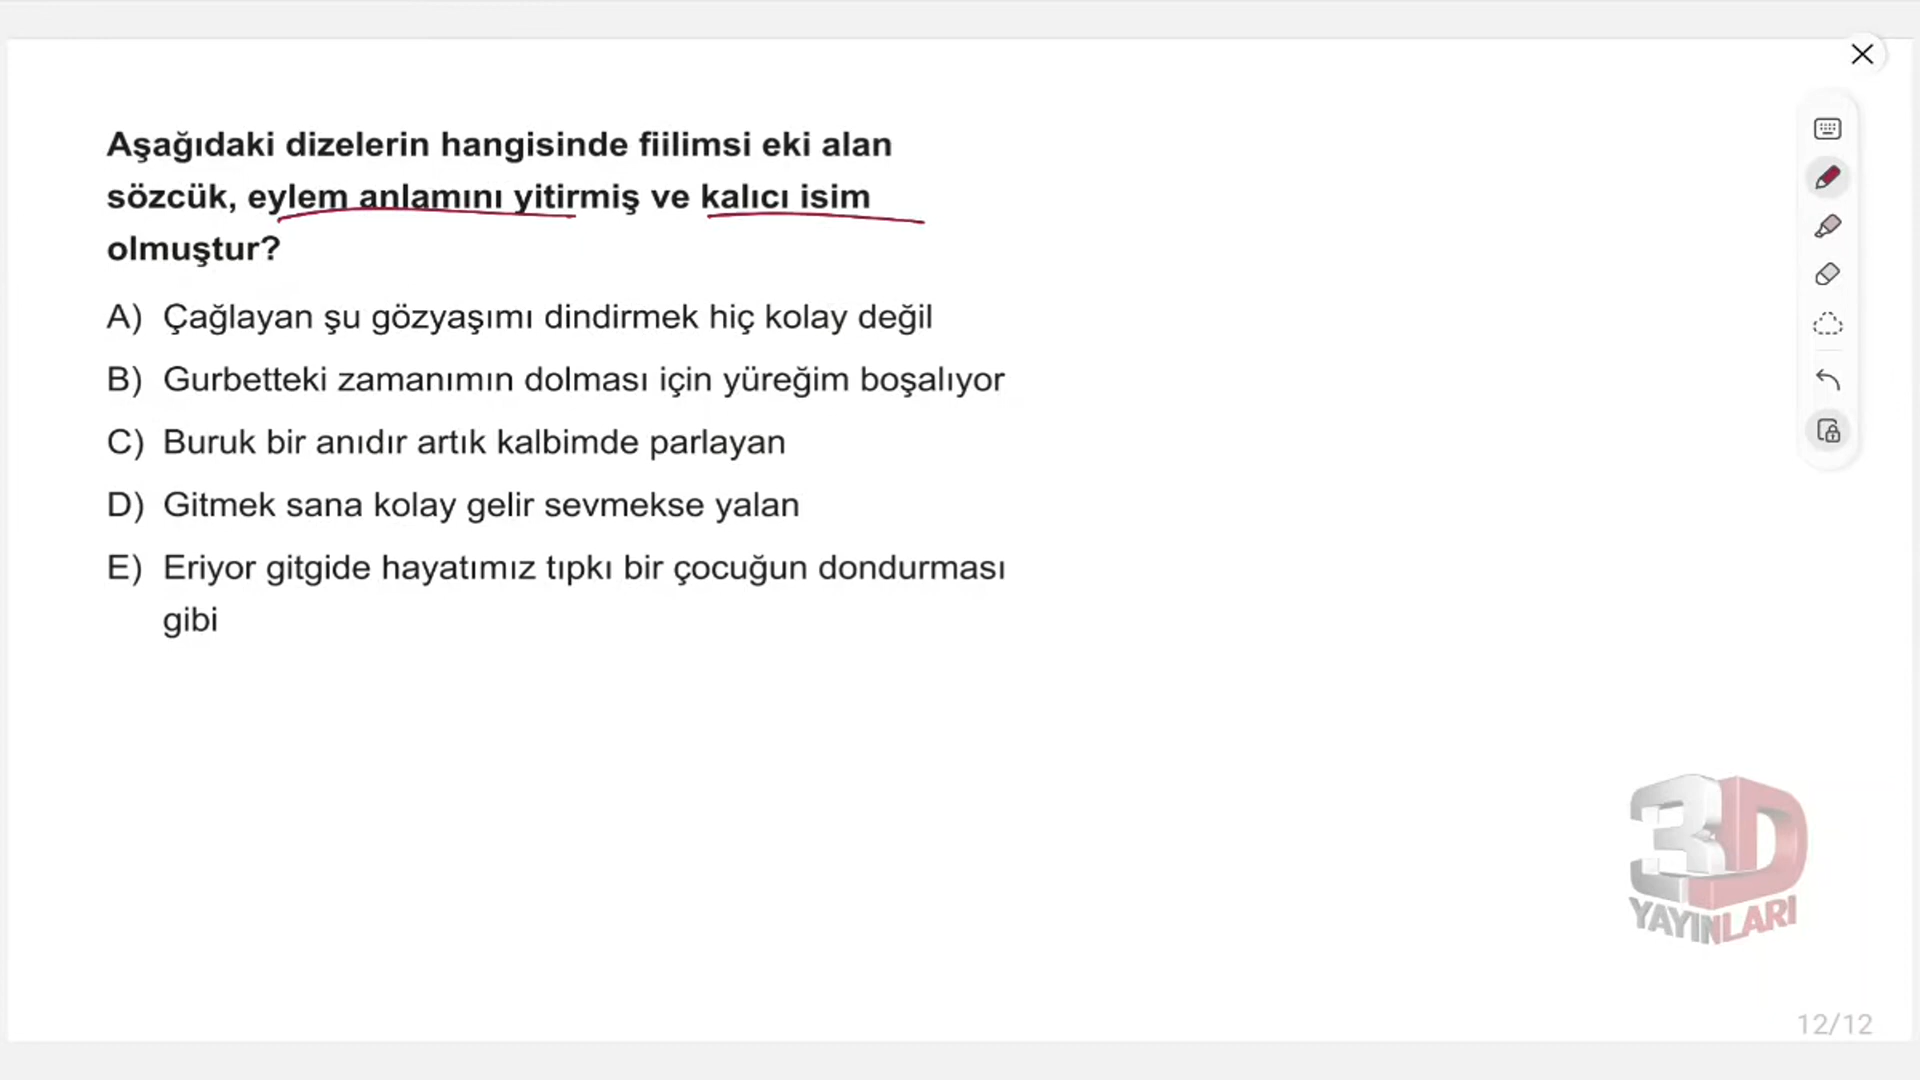 Aşağıdaki dizelerin hangisinde fiilimsi eki alan
sözcük, eylem anlamını yitirmiş ve kalıcı isim
olmuştur?
A) Çağlayan şu gözyaşımı dindirmek hiç kolay değil
B) Gurbetteki zamanımın dolması için yüreğim boşalıyor
C) Buruk bir anıdır artık kalbimde parlayan
D) Gitmek sana kolay gelir sevmekse yalan
E) Eriyor gitgide hayatımız tıpkı bir çocuğun dondurması
gibi
3D
YAYINLARI
12/12